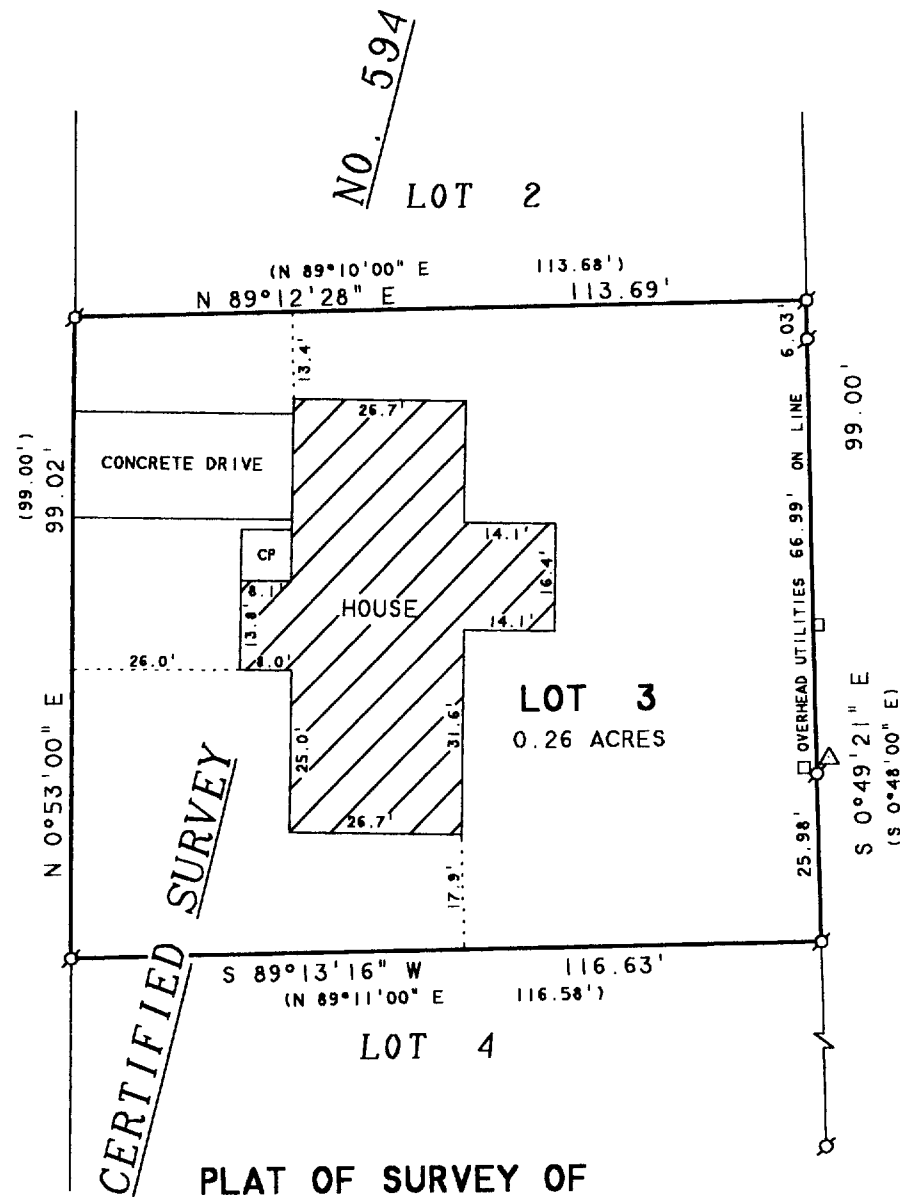 NO. 594
LOT 2
(N 89°10'00" E 113.68')
N 89°12'28" E 113.69'
6.03'
13.4'
26.7'
99.00'
(99.00')
99.02'
CONCRETE DRIVE
OVERHEAD UTILITIES 66.99' ON LINE
14.1'
CP
16.4'
8.1'
HOUSE
13.8'
14.1'
26.0'
8.0'
N 0°53'00" E
LOT 3
0.26 ACRES
S 0°49'21" E
(S 0°48'00" E)
25.0'
31.6'
26.7'
25.98'
17.9'
CERTIFIED SURVEY
S 89°13'16" W 116.63'
(N 89°11'00" E 116.58')
LOT 4
PLAT OF SURVEY OF